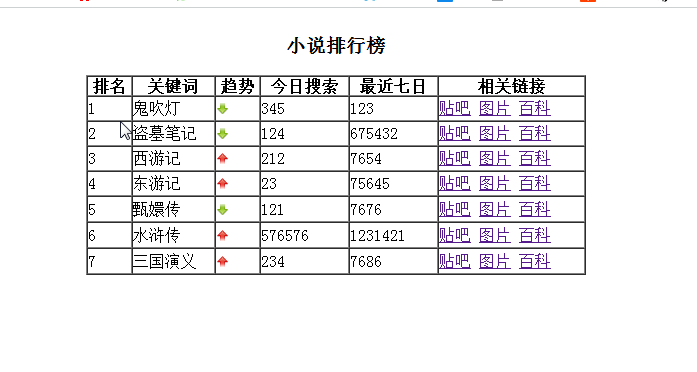 小说排行榜
排名 关键词 趋势 今日搜索 最近七日 相关链接
1 鬼吹灯 345 123 贴吧 图片 百科
2 盗墓笔记 124 675432 贴吧 图片 百科
3 西游记 212 7654 贴吧 图片 百科
4 东游记 23 75645 贴吧 图片 百科
5 甄嬛传 121 7676 贴吧 图片 百科
6 水浒传 576576 1231421 贴吧 图片 百科
7 三国演义 234 7686 贴吧 图片 百科